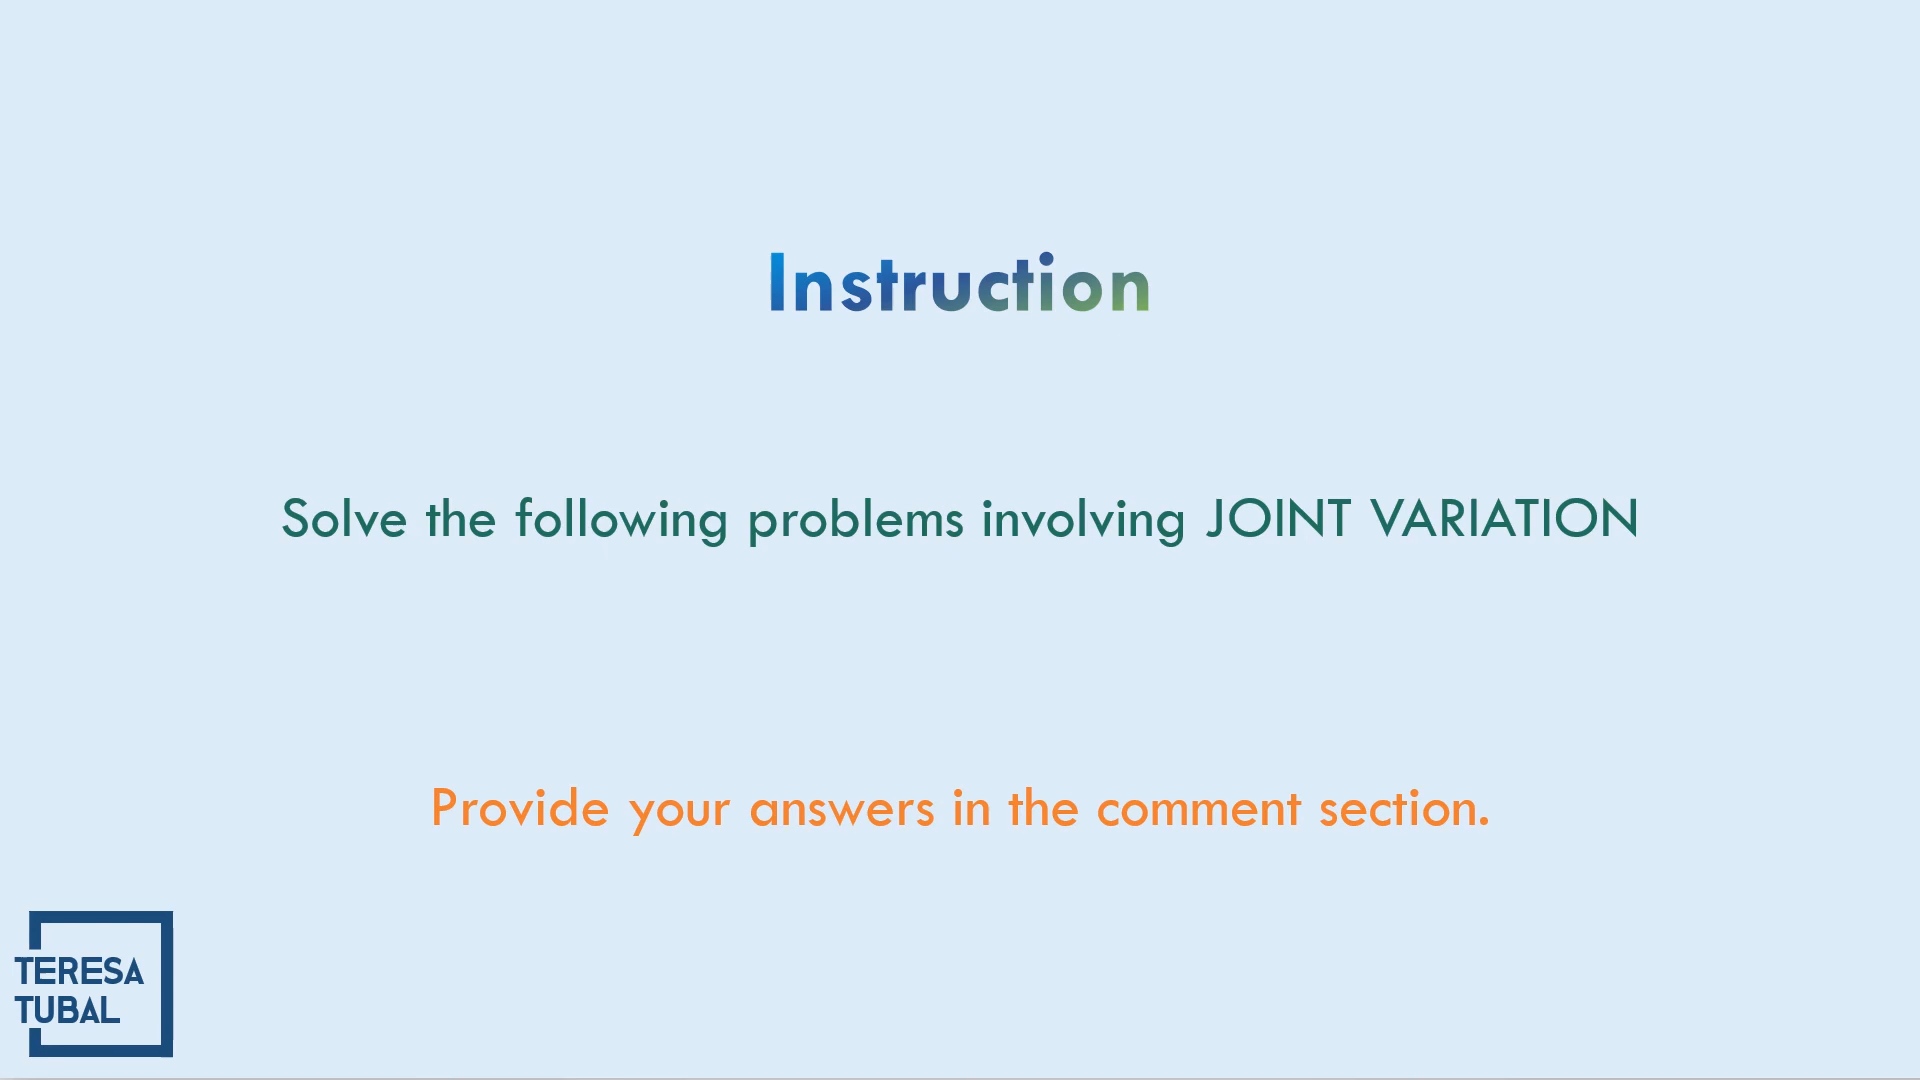 Instruction
Solve the following problems involving JOINT VARIATION
Provide your answers in the comment section.
TERESA
TUBAL